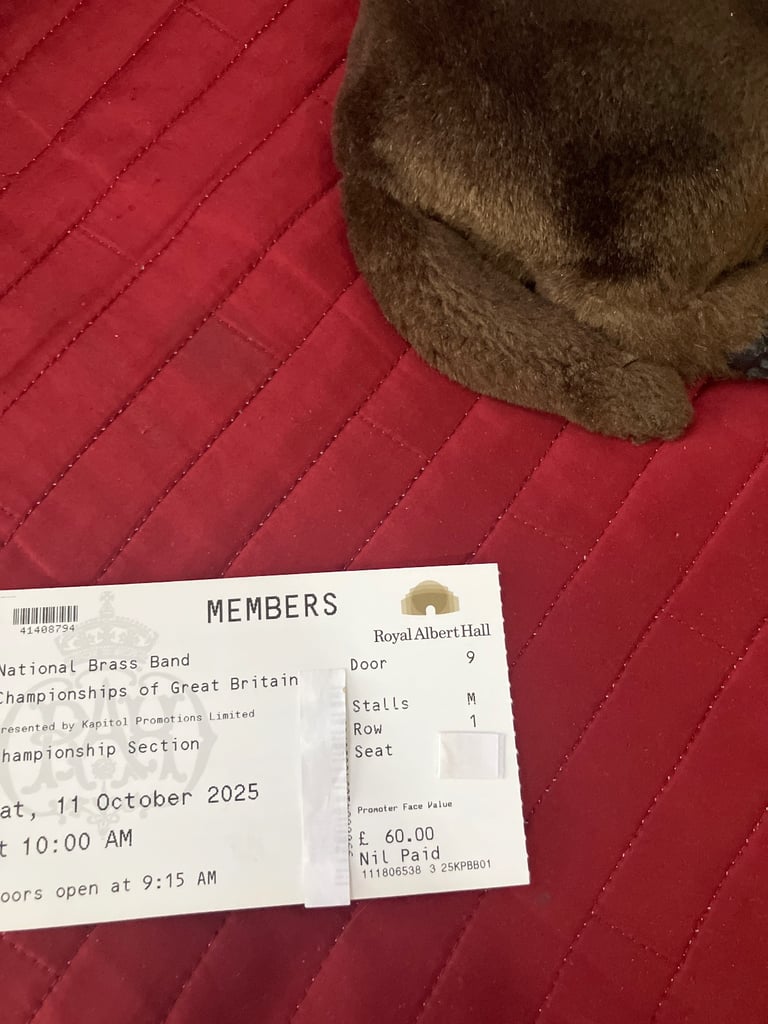 41408794
MEMBERS
Royal Albert Hall
National Brass Band
Championships of Great Britain
resented by Kapitol Promotions Limited
hampionship Section
at, 11 October 2025
t 10:00 AM
oors open at 9:15 AM
Door 9
Stalls M
Row 1
Seat
Promoter Face Value
£ 60.00
Nil Paid
111806538 3 25KPBB01